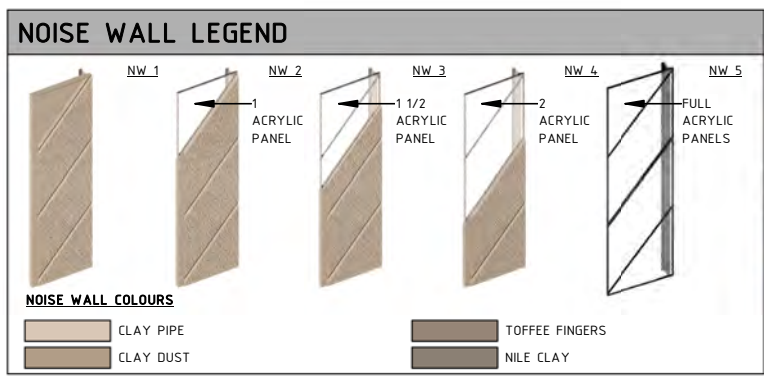 NOISE WALL LEGEND
NW 1
NW 2
NW 3
NW 4
NW 5
1
ACRYLIC
PANEL
1 1/2
ACRYLIC
PANEL
2
ACRYLIC
PANEL
FULL
ACRYLIC
PANELS
NOISE WALL COLOURS
CLAY PIPE
TOFFEE FINGERS
CLAY DUST
NILE CLAY